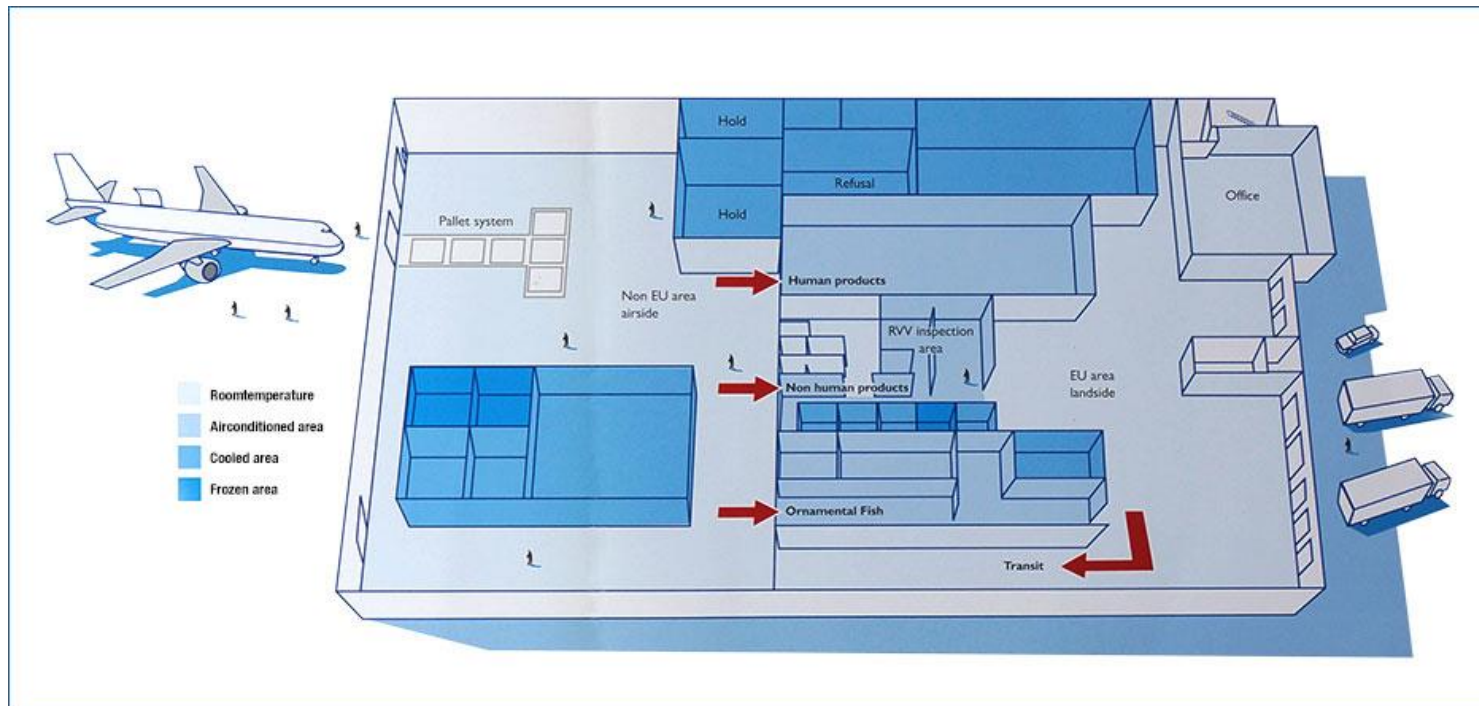 Hold
Refusal
Hold
Office
Pallet system
Human products
Non EU area
airside
RVV inspection
area
Non human products
EU area
landside
Roomtemperature
Airconditioned area
Cooled area
Frozen area
Ornamental Fish
Transit